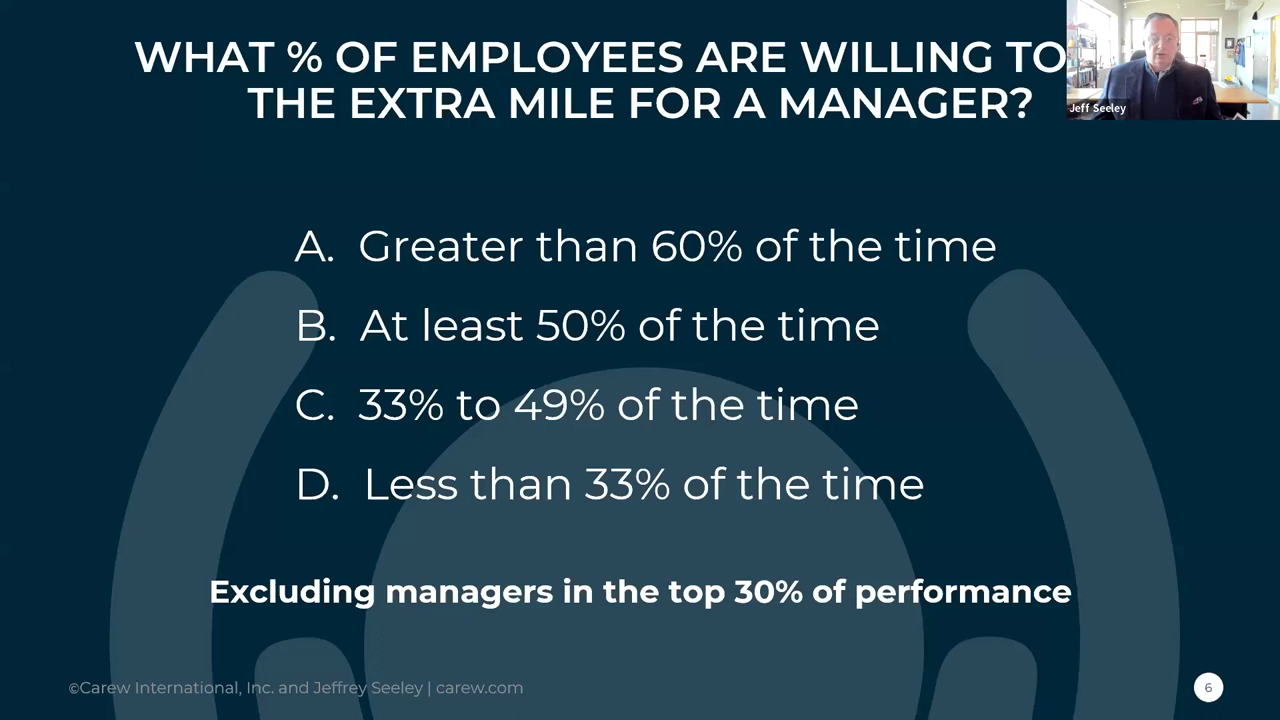 WHAT % OF EMPLOYEES ARE WILLING TO
THE EXTRA MILE FOR A MANAGER?
Jeff Seeley
A. Greater than 60% of the time
B. At least 50% of the time
C. 33% to 49% of the time
D. Less than 33% of the time
Excluding managers in the top 30% of performance
©Carew International, Inc. and Jeffrey Seeley | carew.com
6